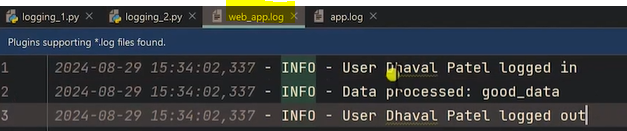 logging_1.py logging_2.py web_app.log app.log
Plugins supporting *.log files found.
1 2024-08-29 15:34:02,337 - INFO - User Dhaval Patel logged in
2 2024-08-29 15:34:02,337 - INFO - Data processed: good_data
3 2024-08-29 15:34:02,337 - INFO - User Dhaval Patel logged out